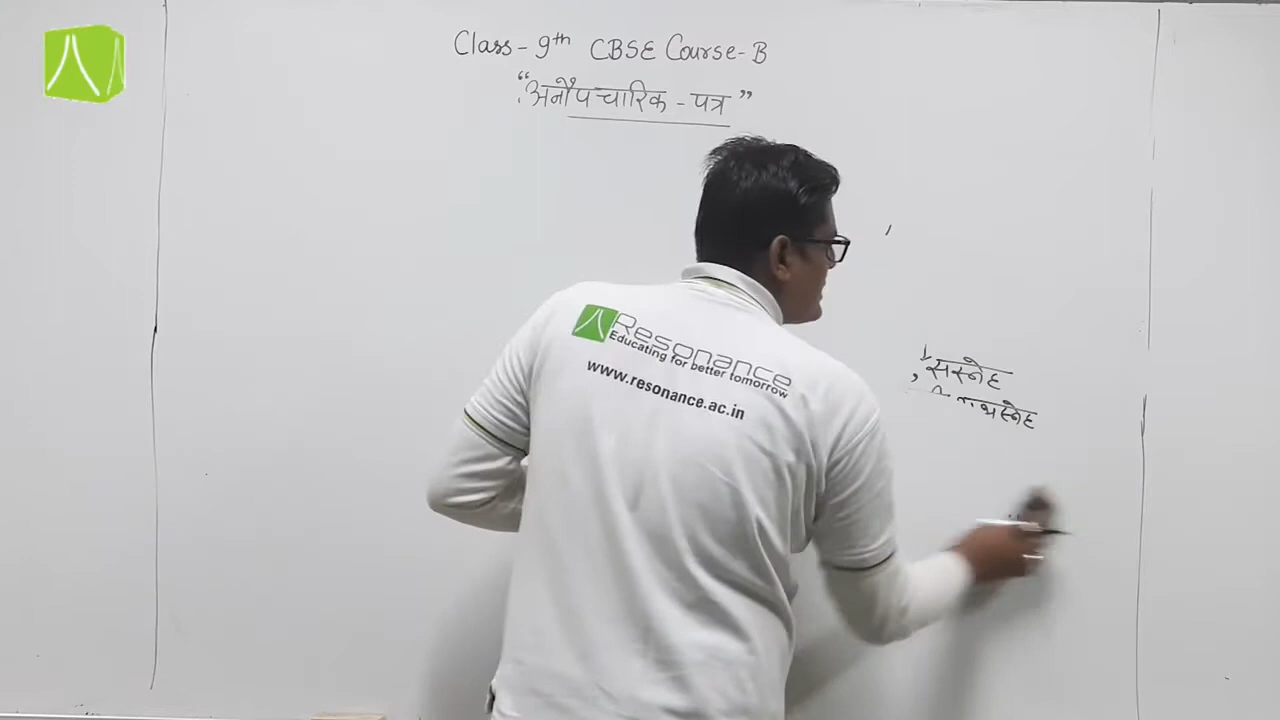 Class-9th CBSE Course-B
“अनौपचारिक - पत्र”
Resonance
Educating for better tomorrow
www.resonance.ac.in
सस्नेह